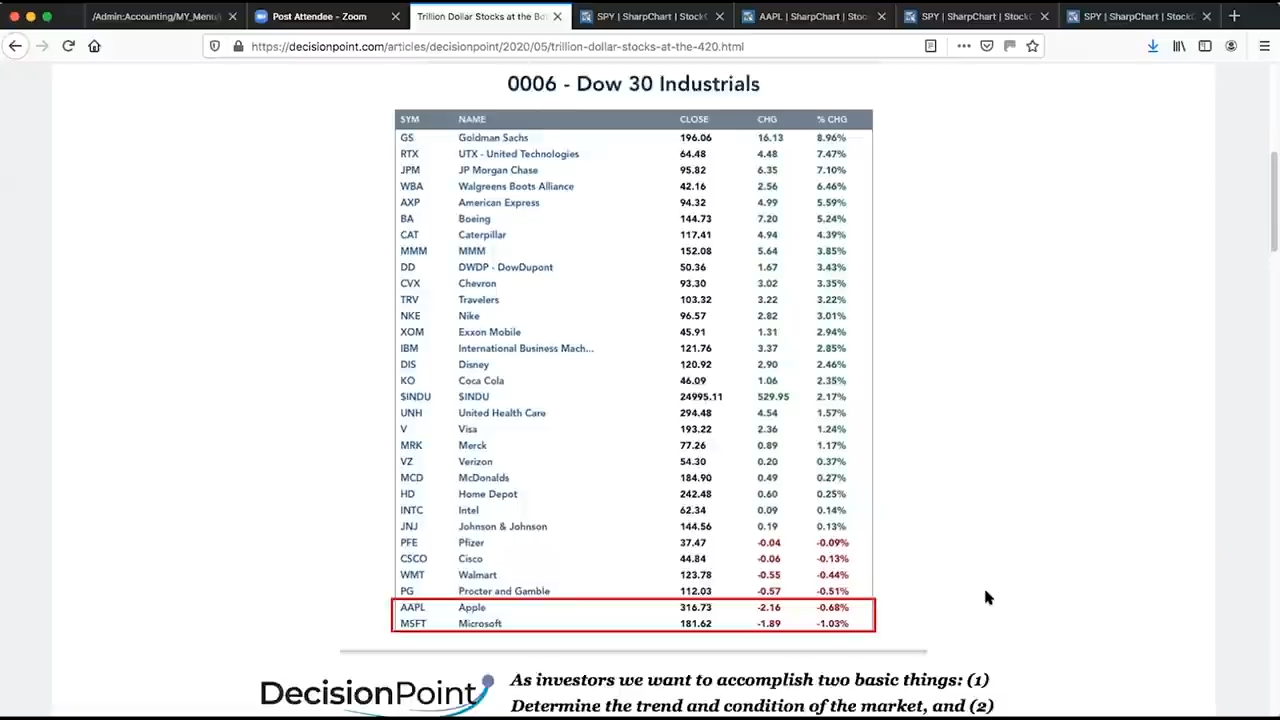 /Admin:Accounting/MY_Menu/
Post Attendee - Zoom
Trillion Dollar Stocks at the Bot
SPY | SharpChart | StockC
AAPL | SharpChart | Stoc
SPY | SharpChart | StockC
SPY | SharpChart | StockC
https://decisionpoint.com/articles/decisionpoint/2020/05/trillion-dollar-stocks-at-the-420.html
0006 - Dow 30 Industrials
SYM NAME CLOSE CHG % CHG
GS Goldman Sachs 196.06 16.13 8.96%
RTX UTX - United Technologies 64.48 4.48 7.47%
JPM JP Morgan Chase 95.82 6.35 7.10%
WBA Walgreens Boots Alliance 42.16 2.56 6.46%
AXP American Express 94.32 4.99 5.59%
BA Boeing 144.73 7.20 5.24%
CAT Caterpillar 117.41 4.94 4.39%
MMM MMM 152.08 5.64 3.85%
DD DWDP - DowDupont 50.36 1.67 3.43%
CVX Chevron 93.30 3.02 3.35%
TRV Travelers 103.32 3.22 3.22%
NKE Nike 96.57 2.82 3.01%
XOM Exxon Mobile 45.91 1.31 2.94%
IBM International Business Mach... 121.76 3.37 2.85%
DIS Disney 120.92 2.90 2.46%
KO Coca Cola 46.09 1.06 2.35%
$INDU $INDU 24995.11 529.95 2.17%
UNH United Health Care 294.48 4.54 1.57%
V Visa 193.22 2.36 1.24%
MRK Merck 77.26 0.89 1.17%
VZ Verizon 54.30 0.20 0.37%
MCD McDonalds 184.90 0.49 0.27%
HD Home Depot 242.48 0.60 0.25%
INTC Intel 62.34 0.09 0.14%
JNJ Johnson & Johnson 144.56 0.19 0.13%
PFE Pfizer 37.47 -0.04 -0.09%
CSCO Cisco 44.84 -0.06 -0.13%
WMT Walmart 123.78 -0.55 -0.44%
PG Procter and Gamble 112.03 -0.57 -0.51%
AAPL Apple 316.73 -2.16 -0.68%
MSFT Microsoft 181.62 -1.89 -1.03%
DecisionPoint
As investors we want to accomplish two basic things: (1)
Determine the trend and condition of the market, and (2)